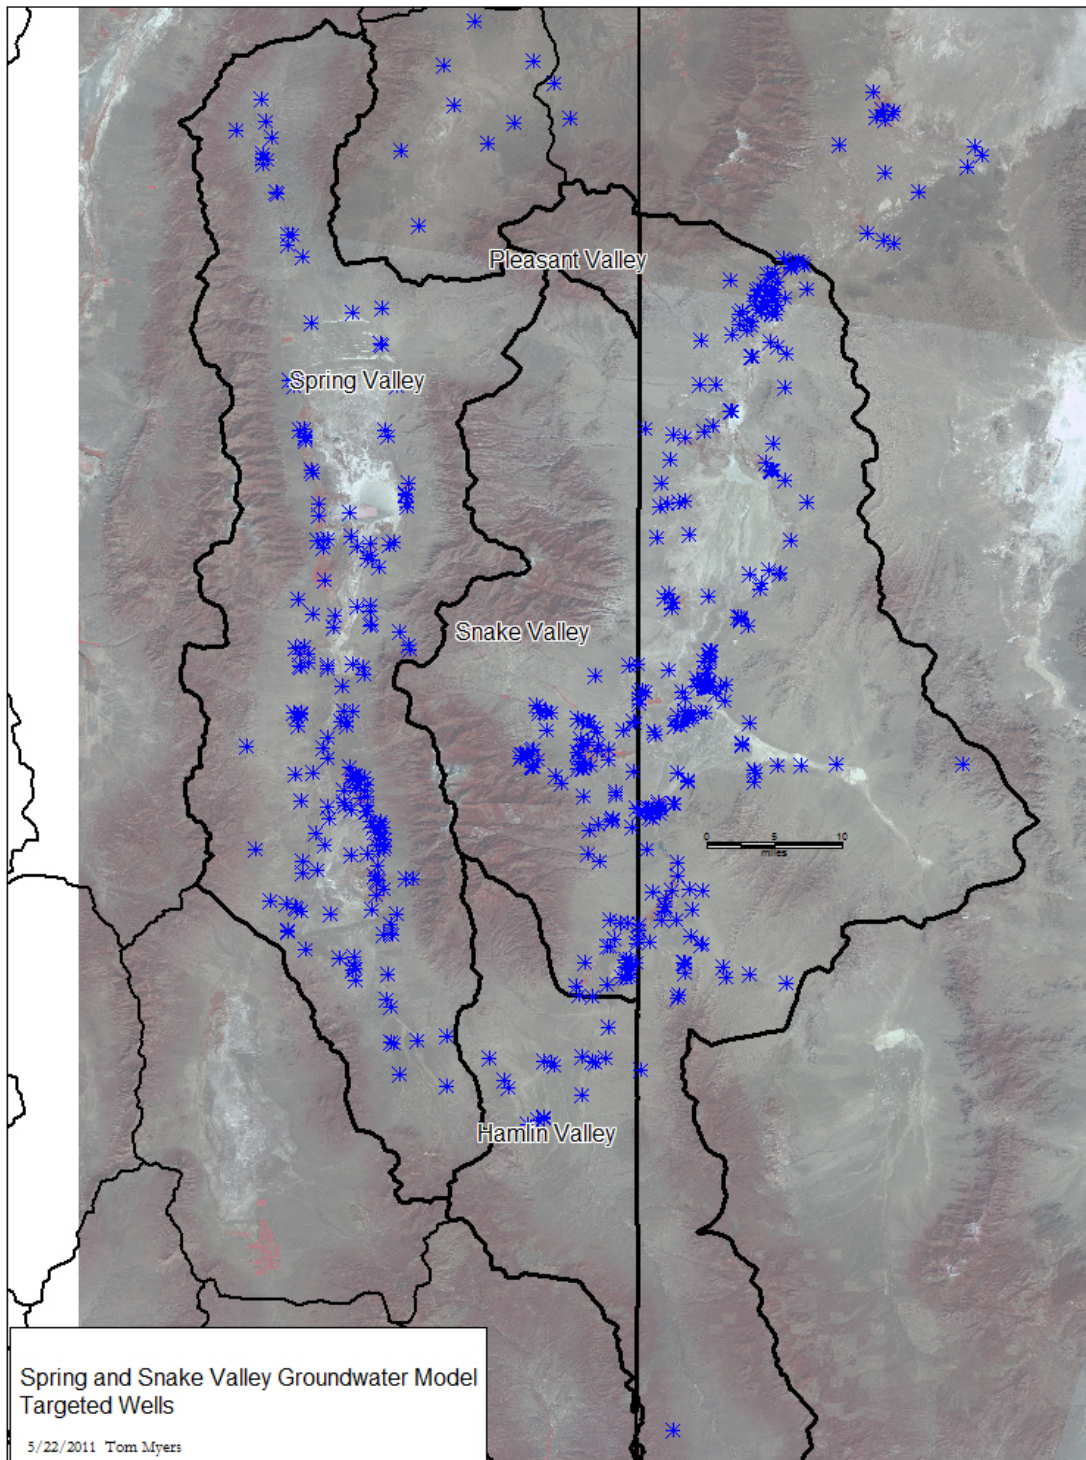 Pleasant Valley
Spring Valley
Snake Valley
0 5 10
miles
Hamlin Valley
Spring and Snake Valley Groundwater Model
Targeted Wells
5/22/2011 Tom Myers